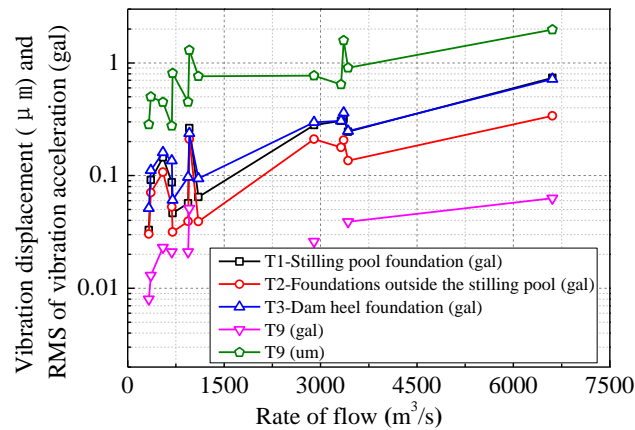 Vibration displacement ( μm) and
RMS of vibration acceleration (gal)
1
0.1
0.01
T1-Stilling pool foundation (gal)
T2-Foundations outside the stilling pool (gal)
T3-Dam heel foundation (gal)
T9 (gal)
T9 (um)
0 1500 3000 4500 6000 7500
Rate of flow (m³/s)